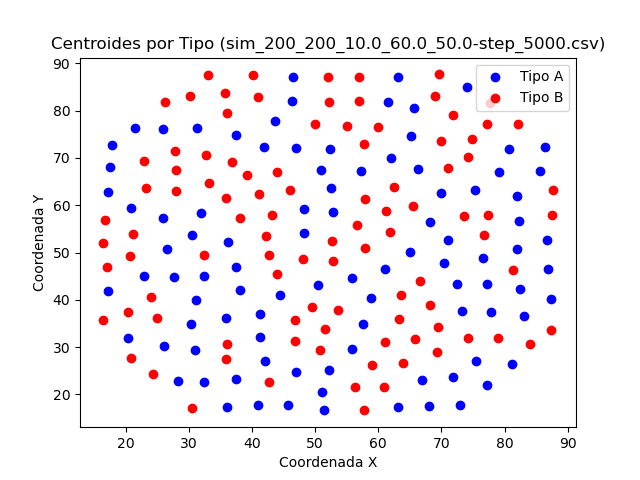 Centroides por Tipo (sim_200_200_10.0_60.0_50.0-step_5000.csv)
Tipo A
Tipo B
90
80
70
60
50
40
30
20
Coordenada Y
20 30 40 50 60 70 80 90
Coordenada X